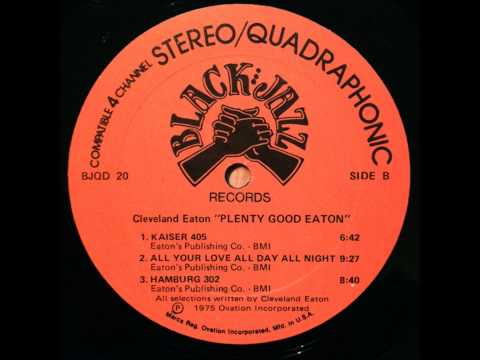 COMPATIBLE 4 CHANNEL STEREO/QUADRAPHONIC
BLACK JAZZ
RECORDS
BJQD 20 SIDE B
Cleveland Eaton "PLENTY GOOD EATON"
1. KAISER 405 6:42
Eaton's Publishing Co. - BMI
2. ALL YOUR LOVE ALL DAY ALL NIGHT 9:27
Eaton's Publishing Co. - BMI
3. HAMBURG 302 8:40
Eaton's Publishing Co. - BMI
All selections written by Cleveland Eaton
Ⓟ 1975 Ovation Incorporated
Marca Reg. Ovation Incorporated, Made in U.S.A.